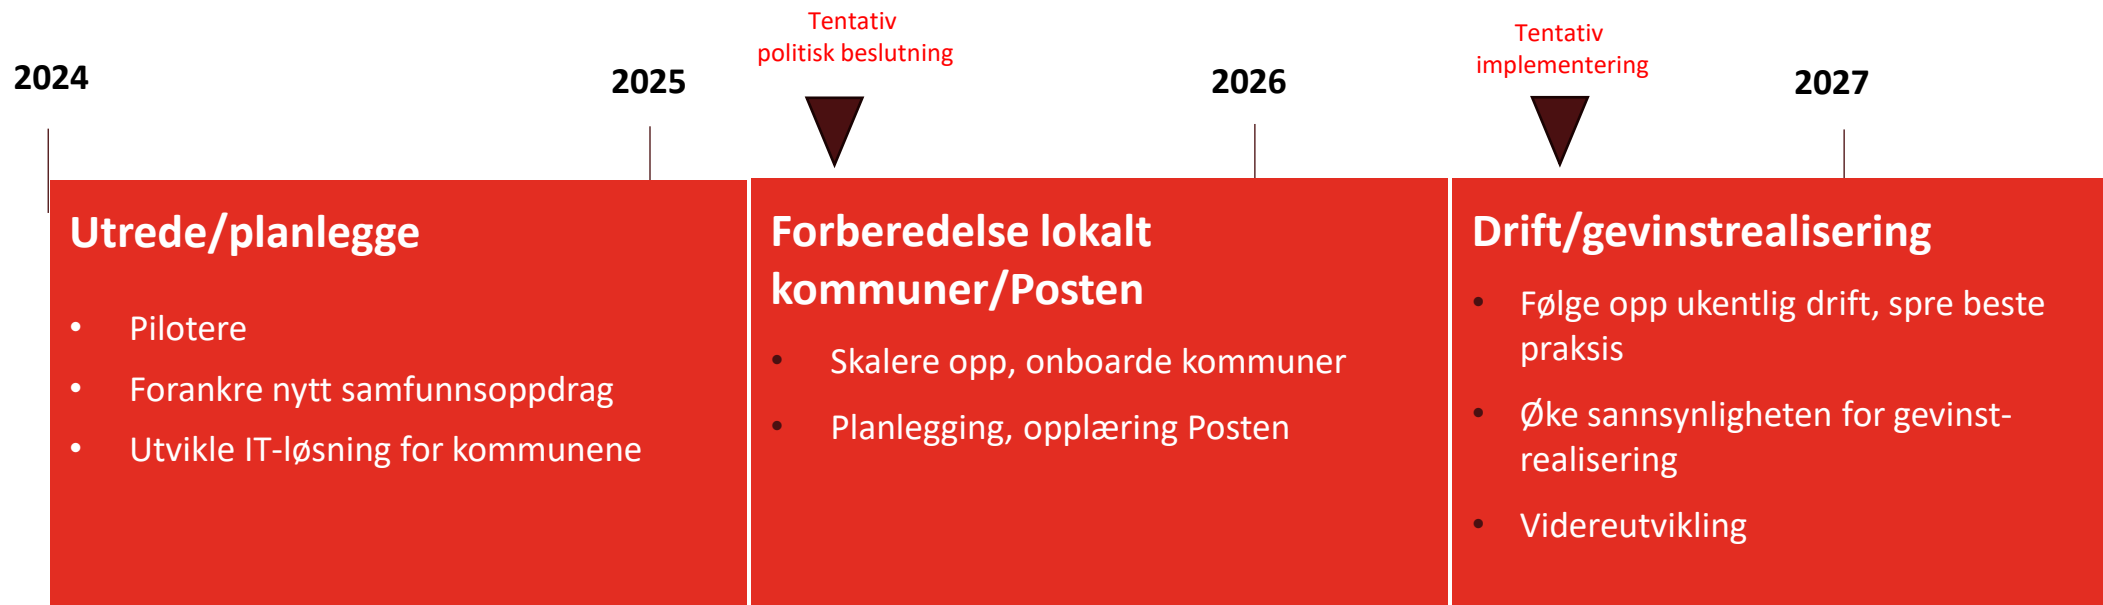 2024
2025
Tentativ
politisk beslutning
2026
Tentativ
implementering
2027
Utrede/planlegge
• Pilotere
• Forankre nytt samfunnsoppdrag
• Utvikle IT-løsning for kommunene
Forberedelse lokalt
kommuner/Posten
• Skalere opp, onboarde kommuner
• Planlegging, opplæring Posten
Drift/gevinstrealisering
• Følge opp ukentlig drift, spre beste
praksis
• Øke sannsynligheten for gevinst-
realisering
• Videreutvikling